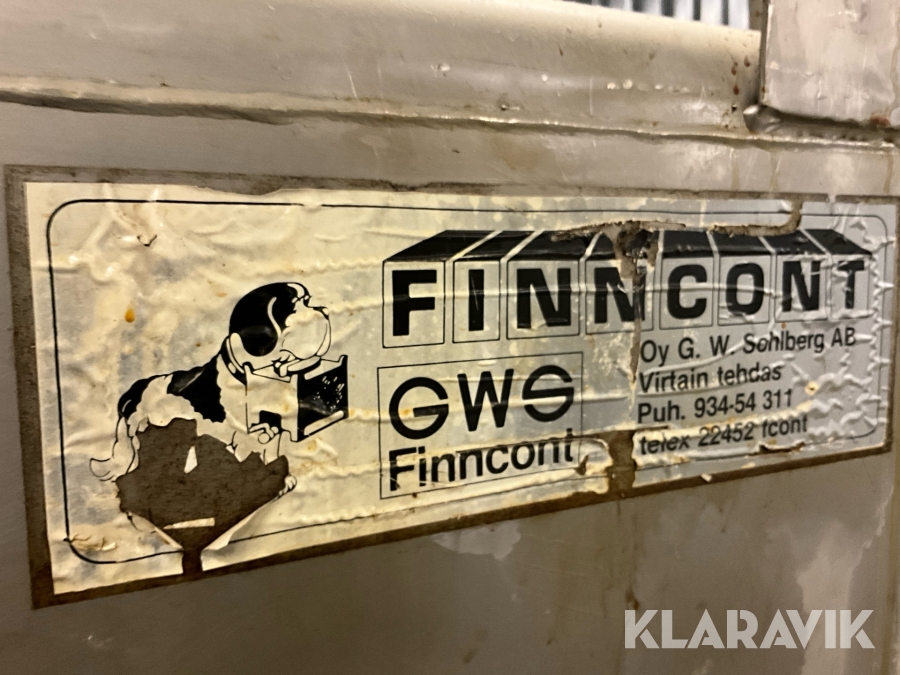 FINNCONT
GWS
Finncont
Oy G. W. Sohlberg AB
Virtain tehdas
Puh. 934-54 311
telex 22452 fcont
KLARAVIK